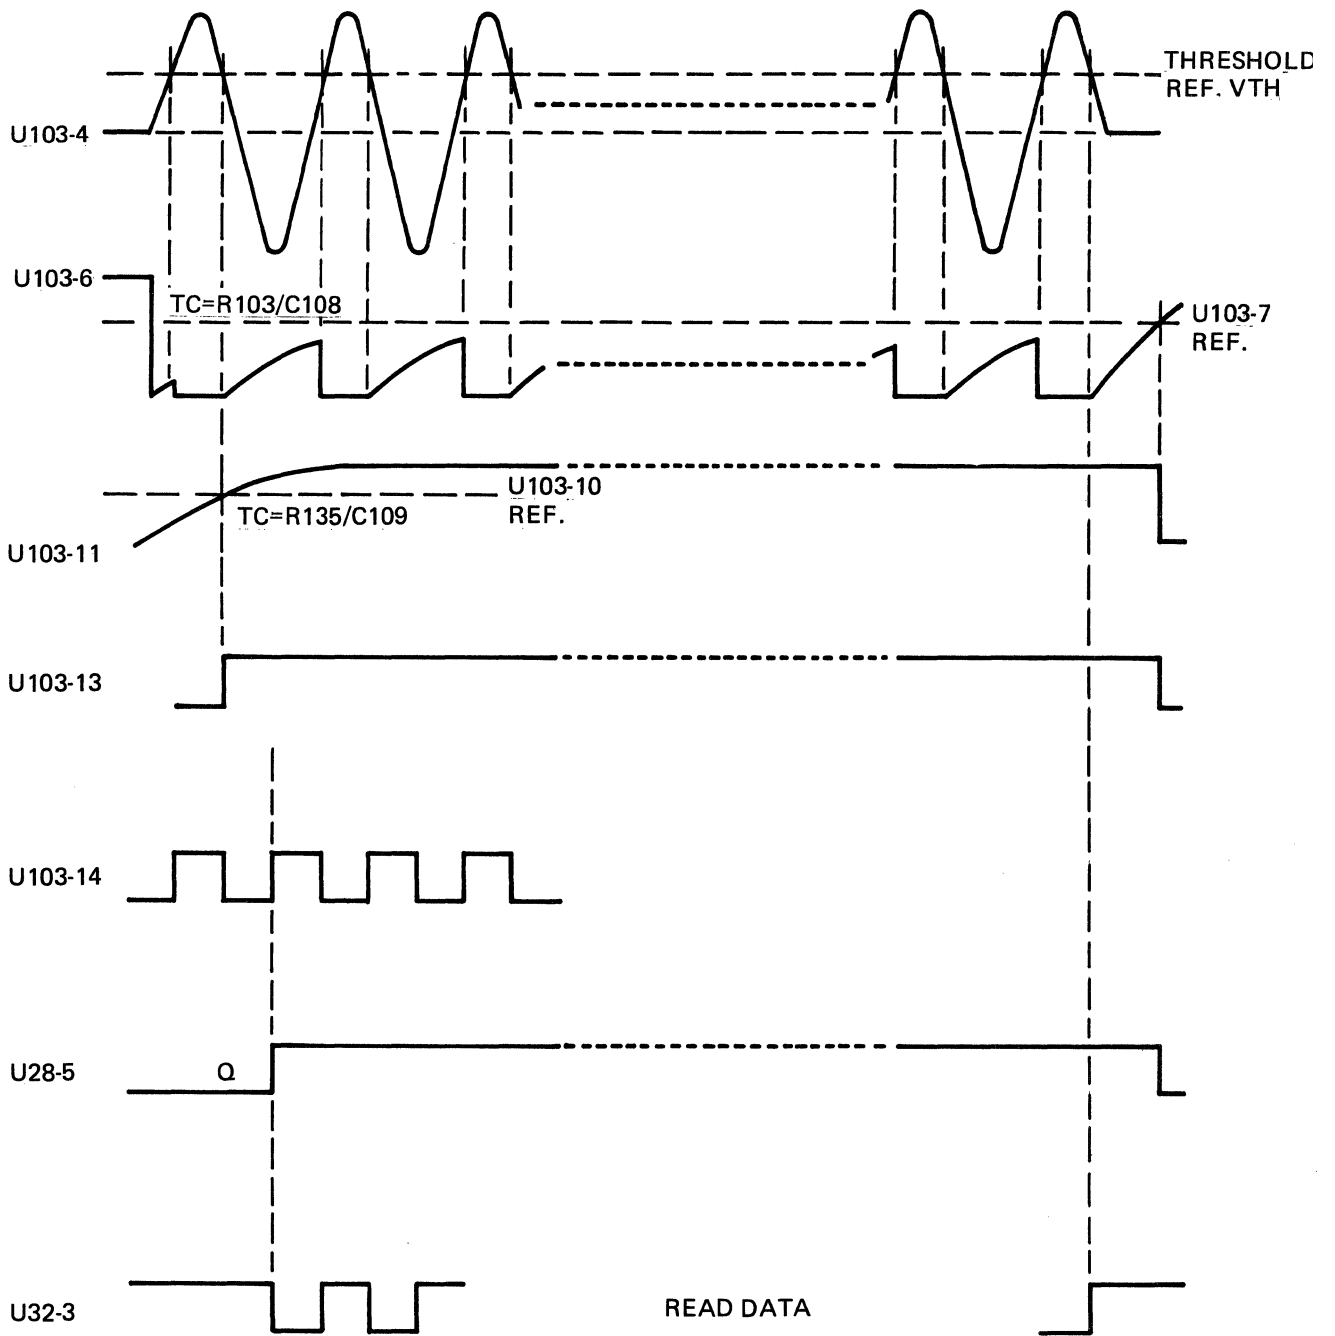 THRESHOLD
REF. VTH
U103-4
U103-6
TC=R103/C108
U103-7
REF.
U103-10
REF.
TC=R135/C109
U103-11
U103-13
U103-14
U28-5
Q
U32-3
READ DATA